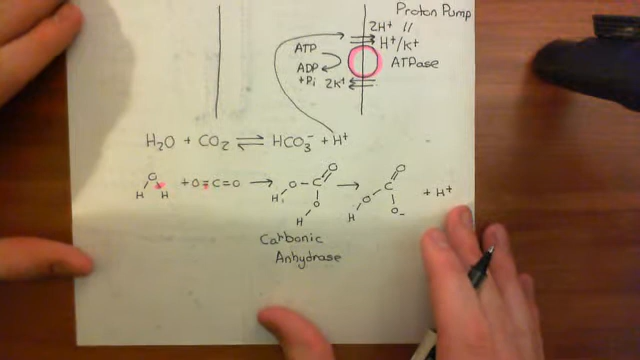 Proton Pump
2H⁺ //
H⁺/K⁺
ATPase
ATP
ADP
+Pi
2K⁺
H₂O + CO₂ ⇌ HCO₃⁻ + H⁺
O H H + O=C=O → H O C O O H → H O C O O⁻ + H⁺
Carbonic
Anhydrase